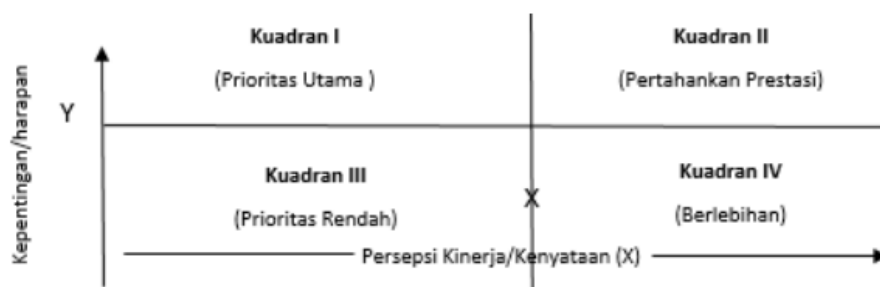 Kuadran I
(Prioritas Utama )
Kuadran II
(Pertahankan Prestasi)
Kepentingan/harapan
Y
Kuadran III
(Prioritas Rendah)
X
Kuadran IV
(Berlebihan)
Persepsi Kinerja/Kenyataan (X)